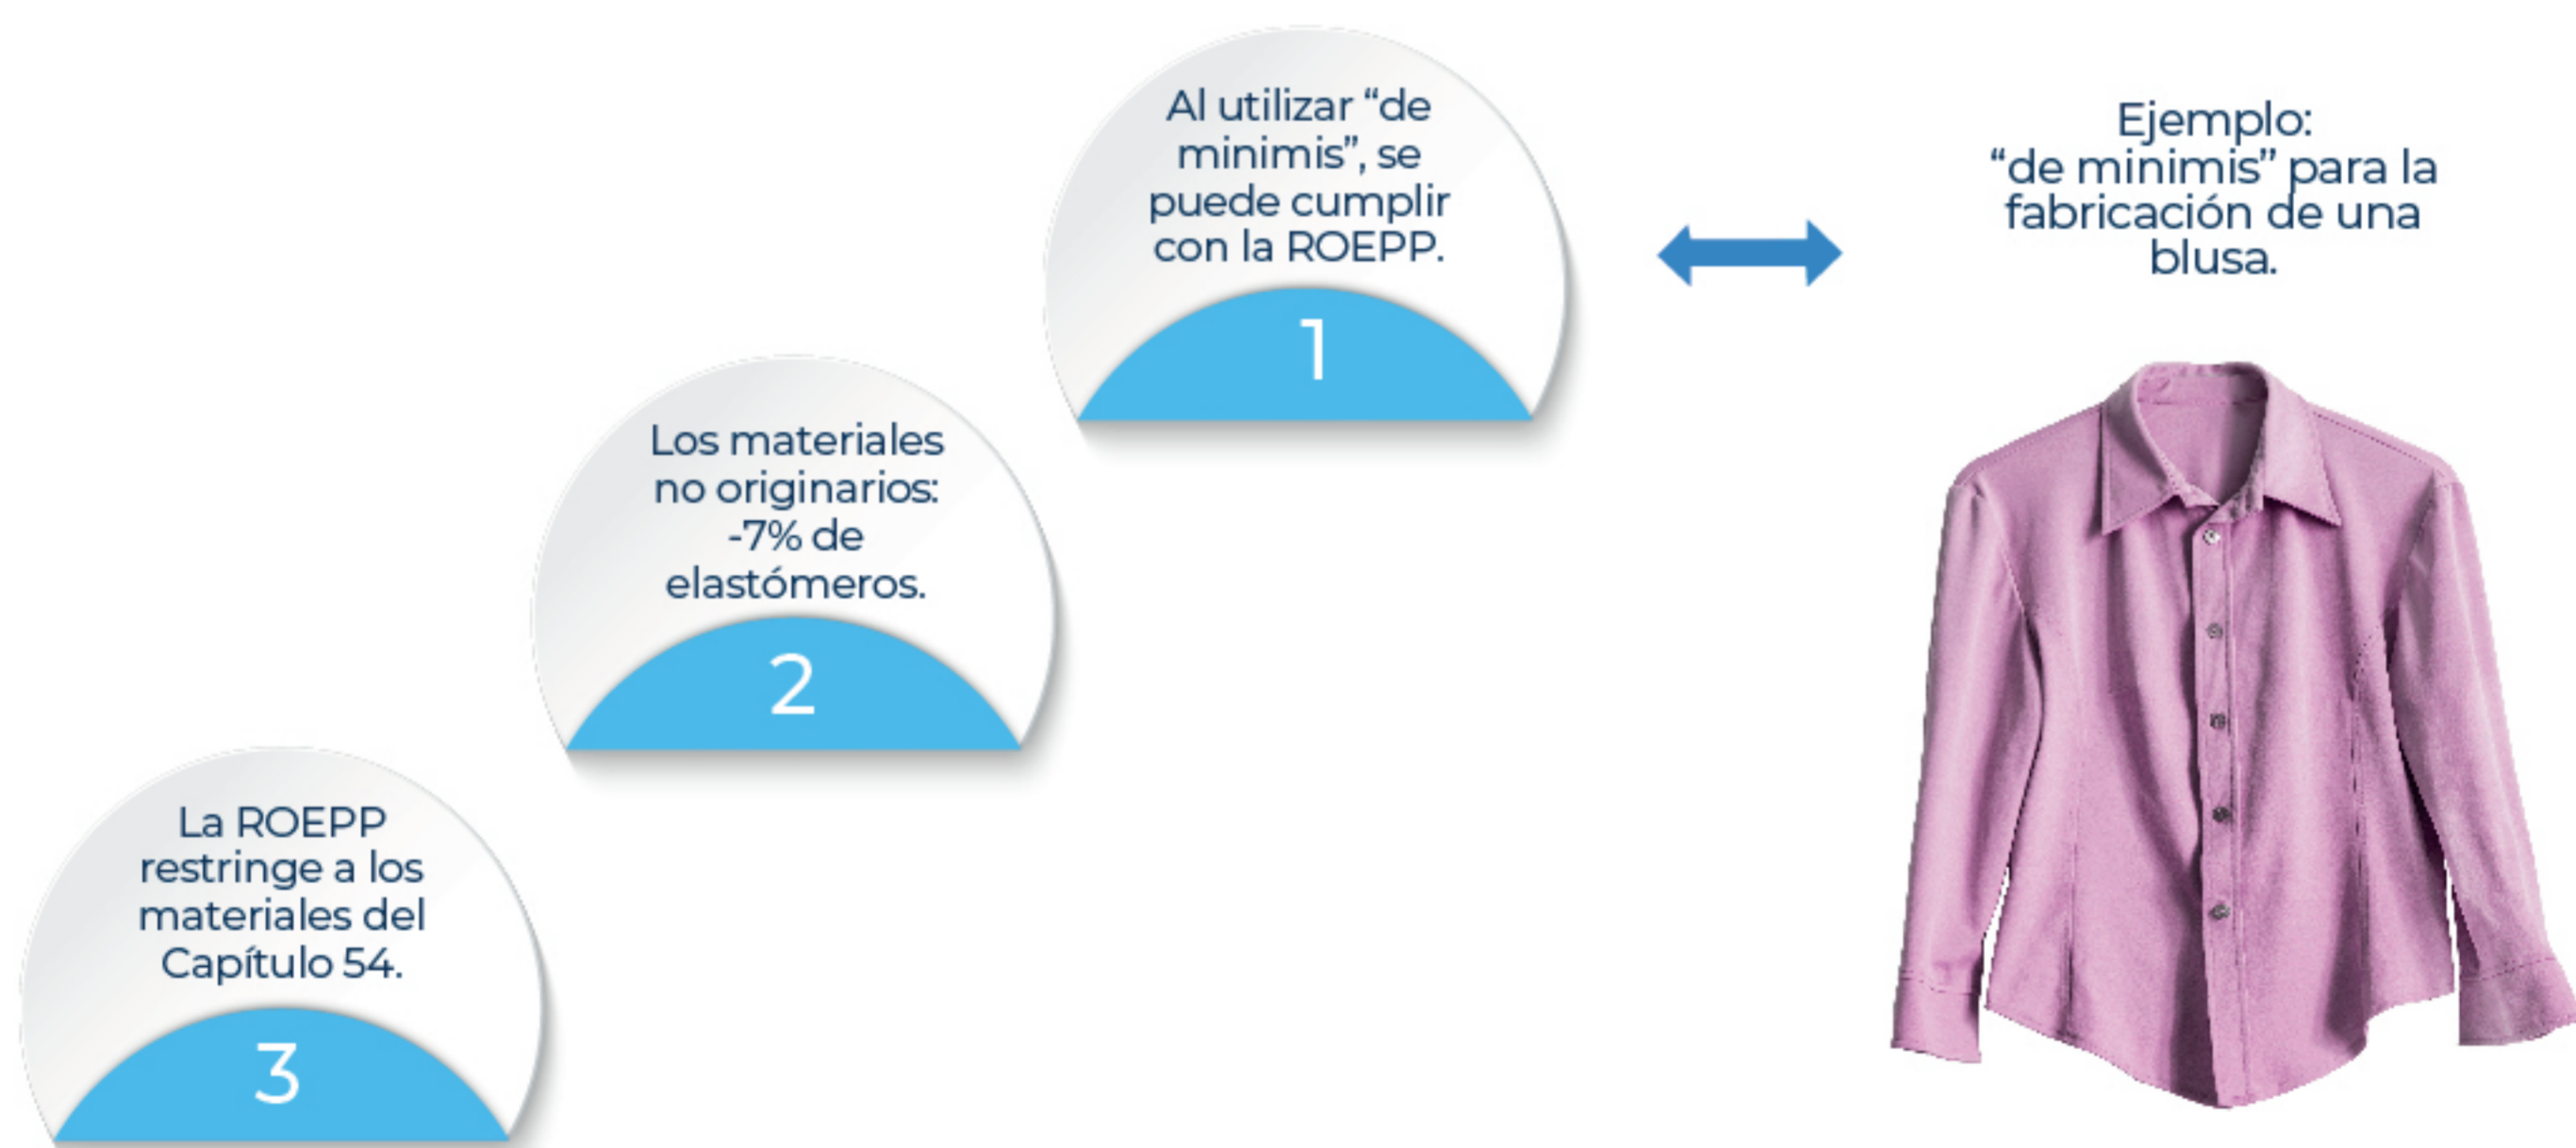 Al utilizar “de
minimis”, se
puede cumplir
con la ROEPP.
1
Ejemplo:
“de minimis” para la
fabricación de una
blusa.
Los materiales
no originarios:
-7% de
elastómeros.
2
La ROEPP
restringe a los
materiales del
Capítulo 54.
3